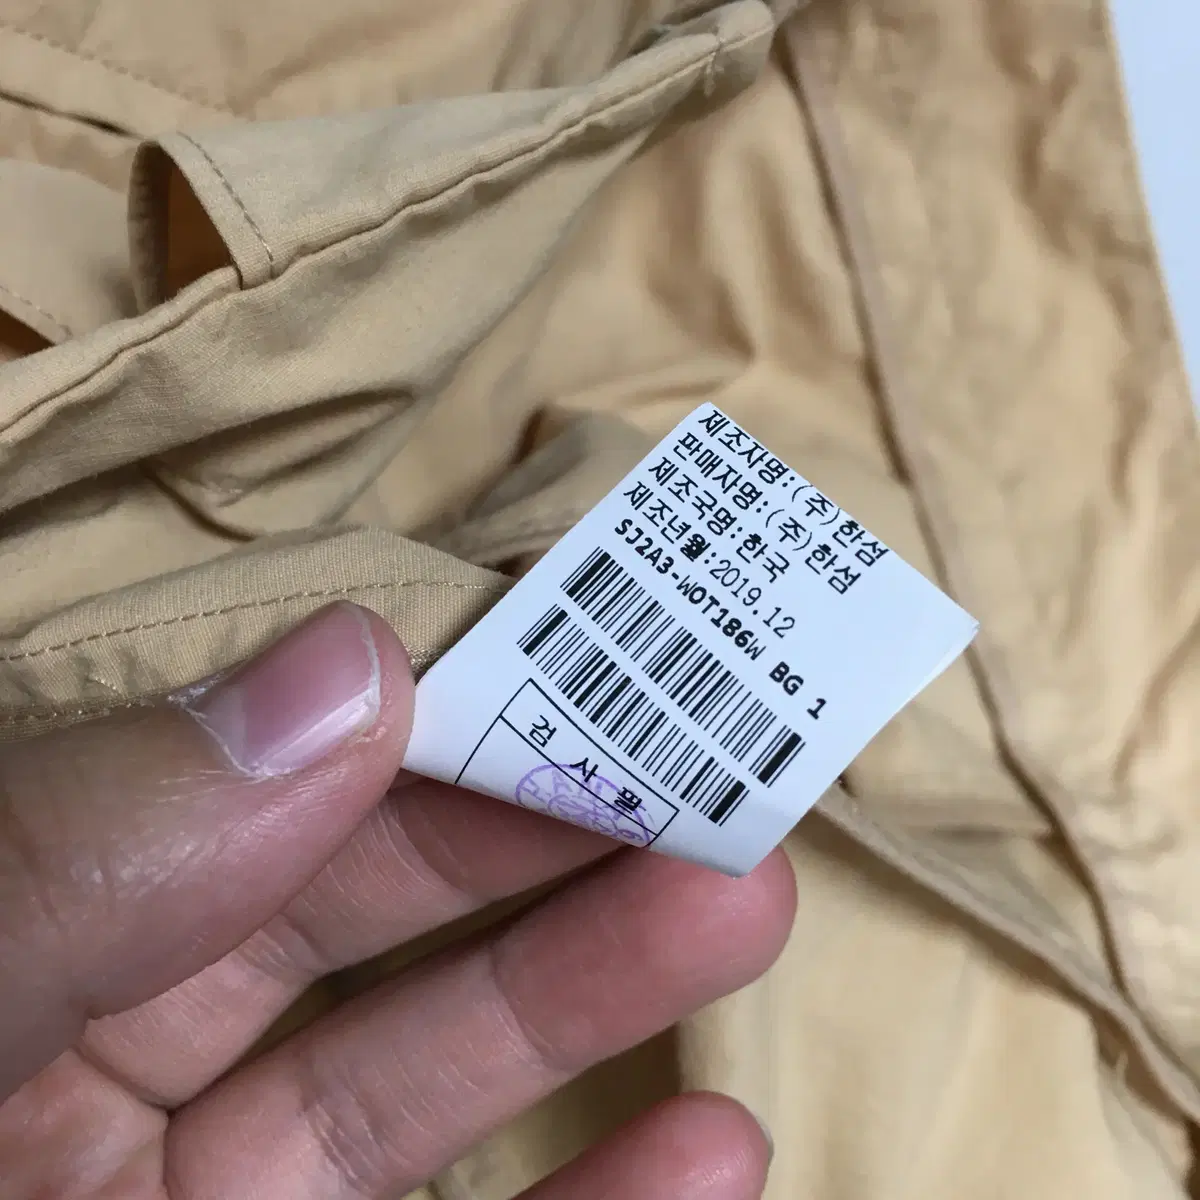 제조자명:(주)한섬
판매자명:(주)한섬
제조국명:한국
제조년월:2019.12
SJ2A3-WOT186W BG 1
검사필